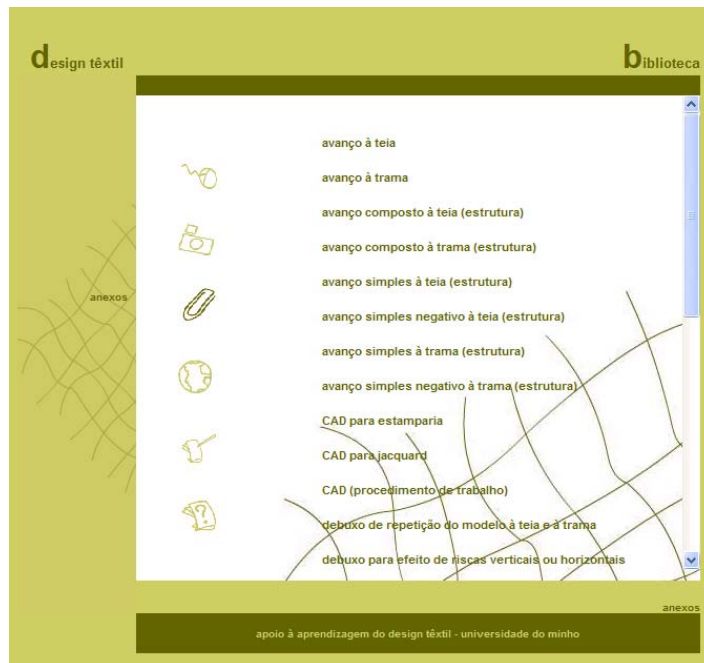 design têxtil
biblioteca
avanço à teia
avanço à trama
avanço composto à teia (estrutura)
avanço composto à trama (estrutura)
avanço simples à teia (estrutura)
anexos
avanço simples negativo à teia (estrutura)
avanço simples à trama (estrutura)
avanço simples negativo à trama (estrutura)
CAD para estamparia
CAD para jacquard
CAD (procedimento de trabalho)
debuxo de repetição do modelo à teia e à trama
debuxo para efeito de riscas verticais ou horizontais
anexos
apoio à aprendizagem do design têxtil - universidade do minho